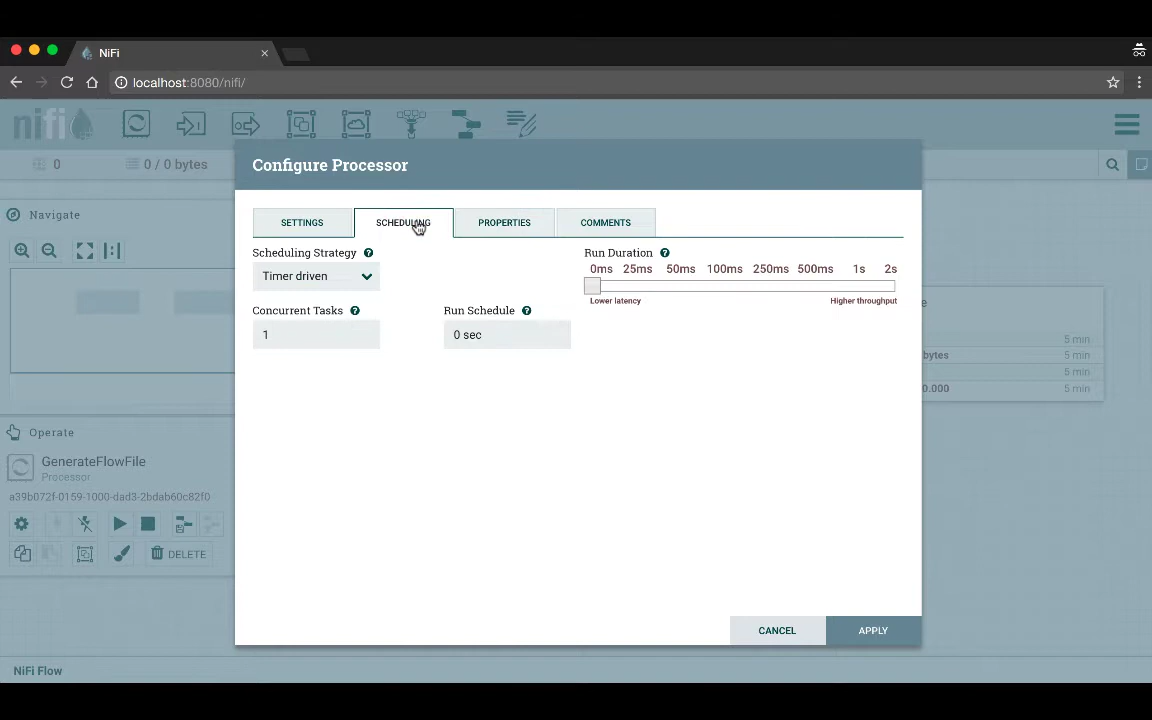 NiFi
localhost:8080/nifi/
nifi
0
0 / 0 bytes
Configure Processor
Navigate
SETTINGS
SCHEDULING
PROPERTIES
COMMENTS
Scheduling Strategy
Run Duration
Timer driven
0ms 25ms 50ms 100ms 250ms 500ms 1s 2s
Lower latency
Higher throughput
Concurrent Tasks
Run Schedule
1
0 sec
5 min
bytes
5 min
5 min
0.000
5 min
Operate
GenerateFlowFile
Processor
a39b072f-0159-1000-dad3-2bdab60c82f0
DELETE
CANCEL
APPLY
NiFi Flow